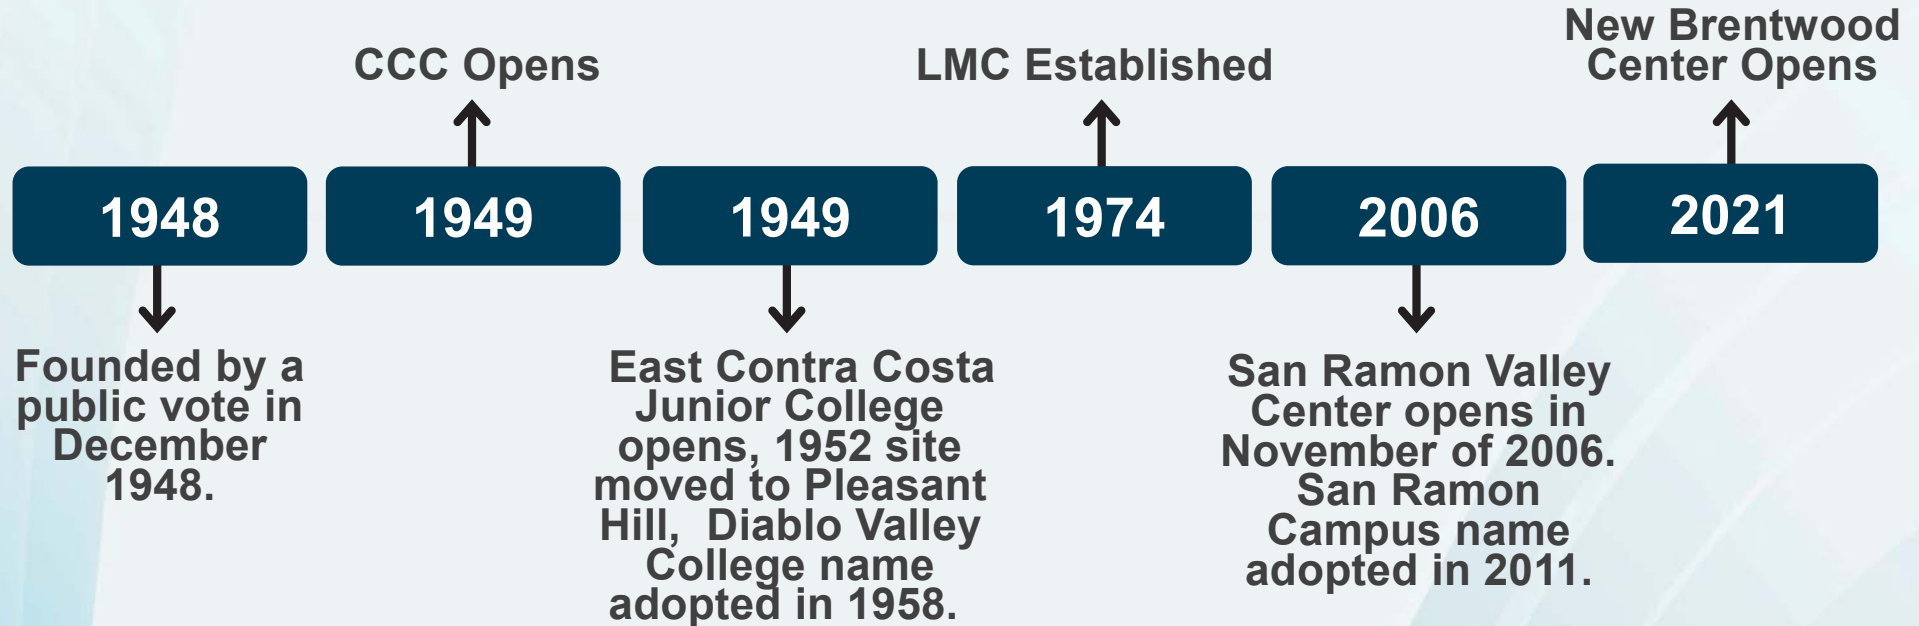 New Brentwood
Center Opens
CCC Opens
LMC Established
1948
1949
1949
1974
2006
2021
Founded by a
public vote in
December
1948.
East Contra Costa
Junior College
opens, 1952 site
moved to Pleasant
Hill,  Diablo Valley
College name
adopted in 1958.
San Ramon Valley
Center opens in
November of 2006.
San Ramon
Campus name
adopted in 2011.